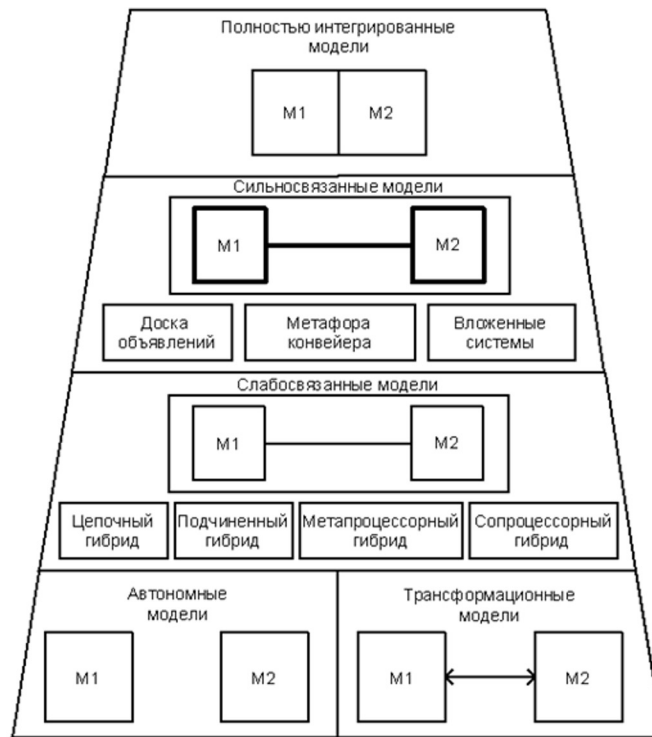 Полностью интегрированные
модели
М1 М2
Сильносвязанные модели
М1 М2
Доска
объявлений
Метафора
конвейера
Вложенные
системы
Слабосвязанные модели
М1 М2
Цепочный
гибрид
Подчиненный
гибрид
Метапроцессорный
гибрид
Сопроцессорный
гибрид
Автономные
модели
М1 М2
Трансформационные
модели
М1 М2